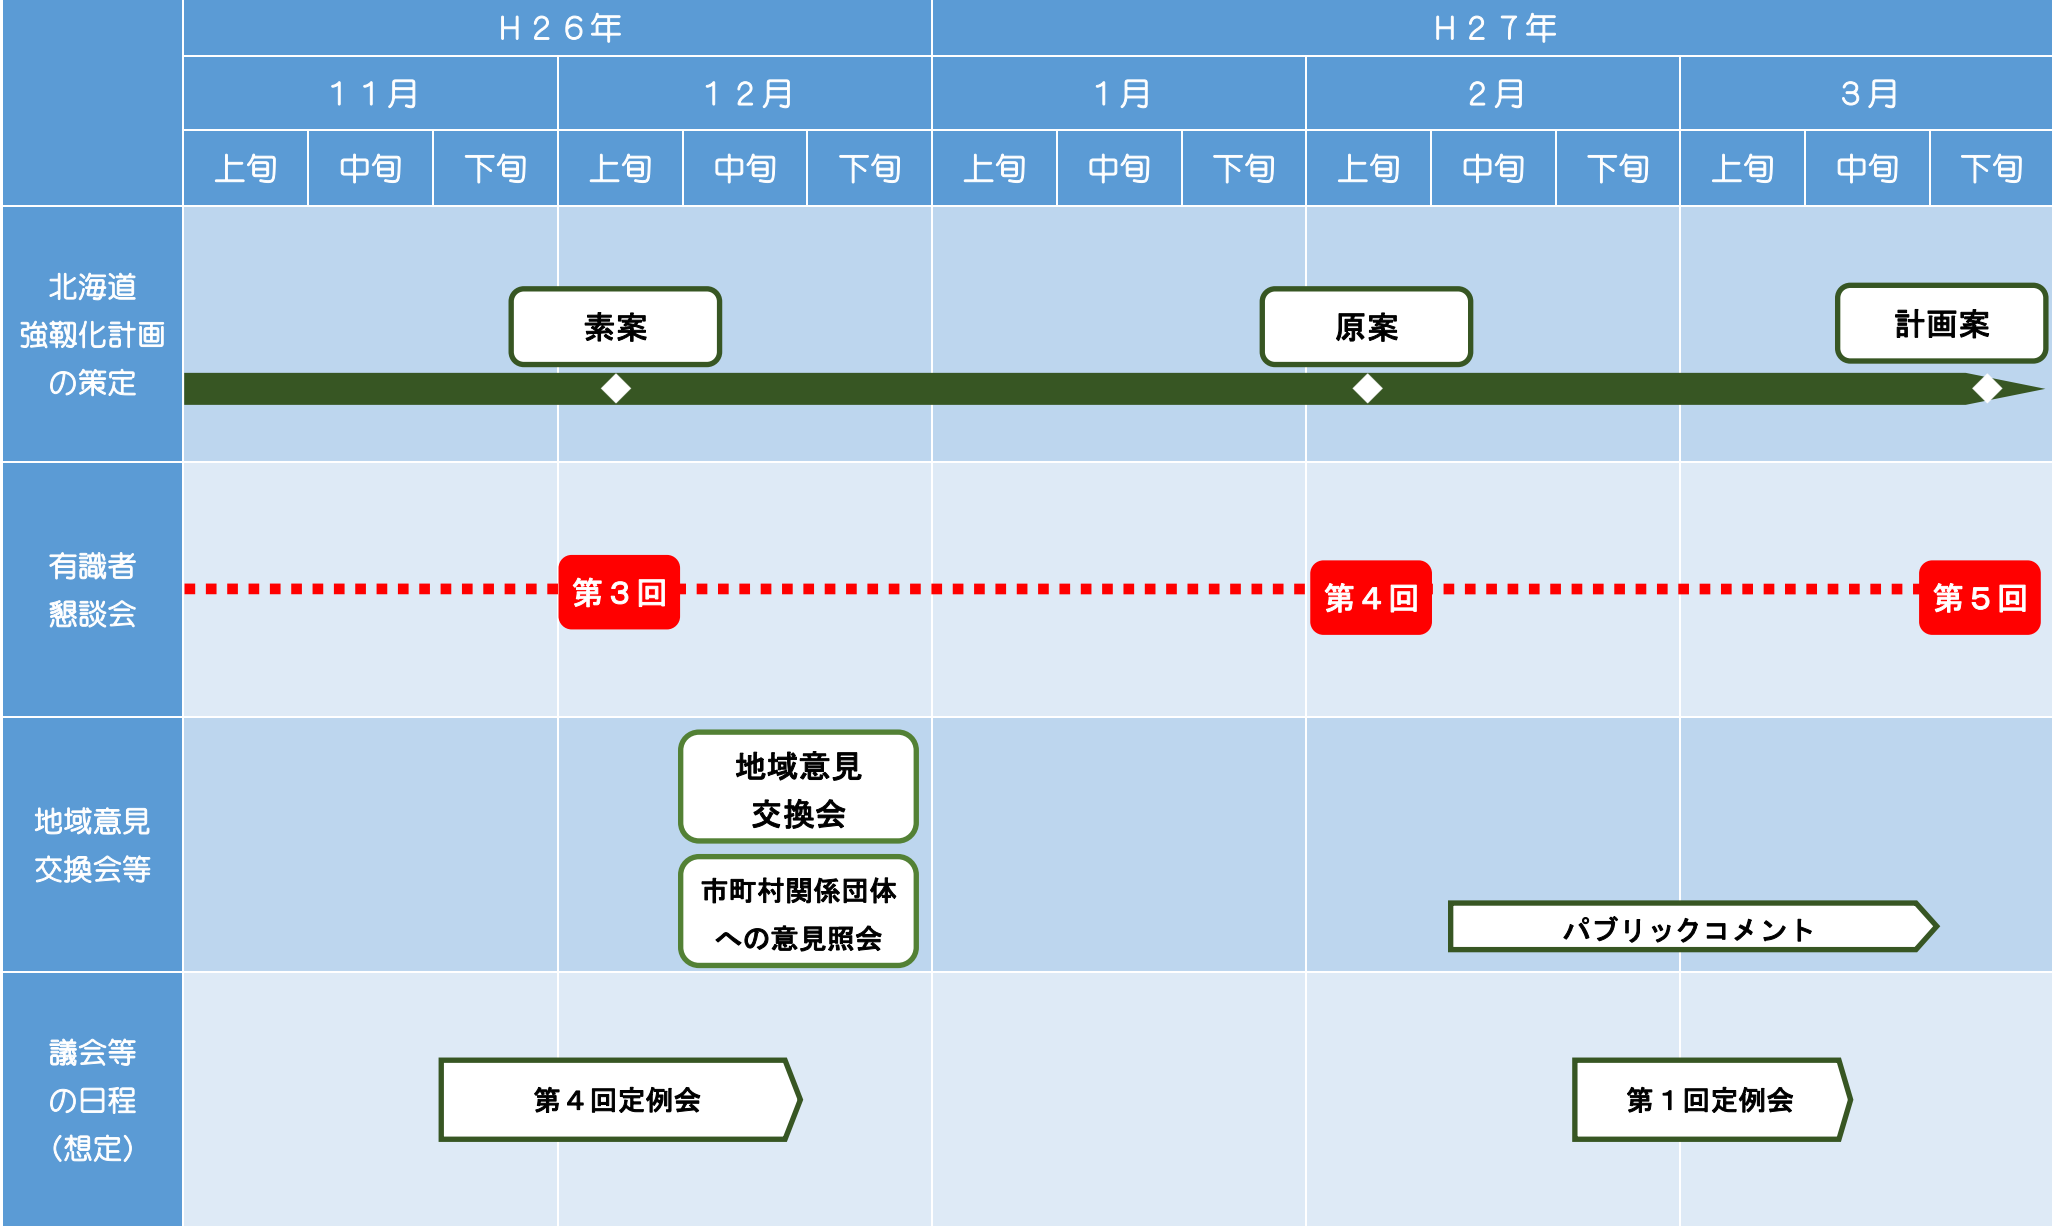 Ｈ２６年
Ｈ２７年
１１月
１２月
１月
２月
３月
上旬
中旬
下旬
上旬
中旬
下旬
上旬
中旬
下旬
上旬
中旬
下旬
上旬
中旬
下旬
北海道
強靱化計画
の策定
素案
原案
計画案
有識者
懇談会
第３回
第４回
第５回
地域意見
交換会等
地域意見
交換会
市町村関係団体
への意見照会
パブリックコメント
議会等
の日程
（想定）
第４回定例会
第１回定例会